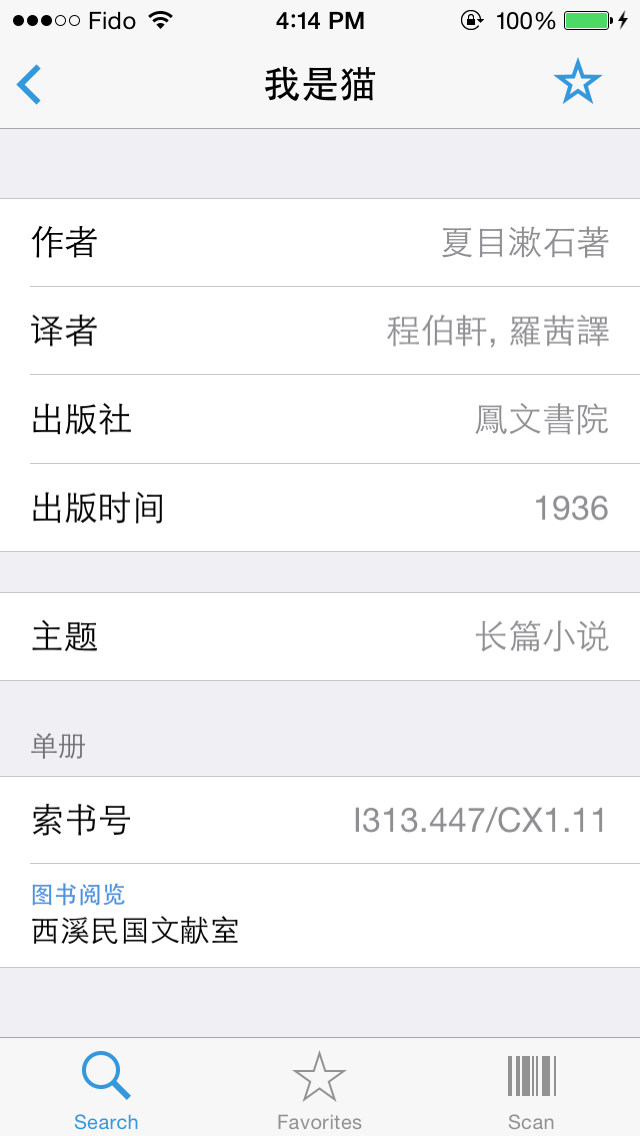 Fido 4:14 PM 100%
我是猫
作者 夏目漱石著
译者 程伯軒, 羅茜譯
出版社 鳳文書院
出版时间 1936
主题 长篇小说
单册
索书号 I313.447/CX1.11
图书阅览
西溪民国文献室
Search Favorites Scan